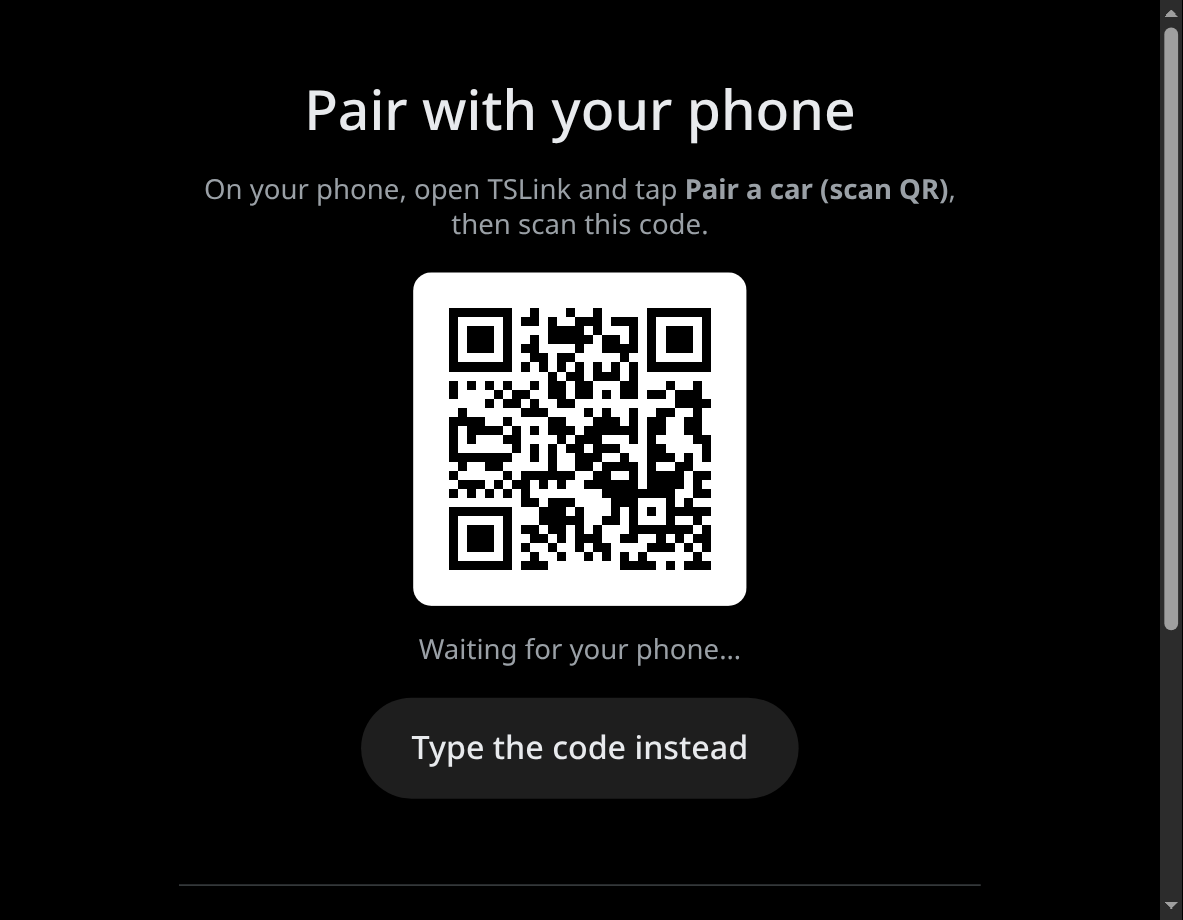 Pair with your phone
On your phone, open TSLink and tap Pair a car (scan QR),
then scan this code.
Waiting for your phone...
Type the code instead